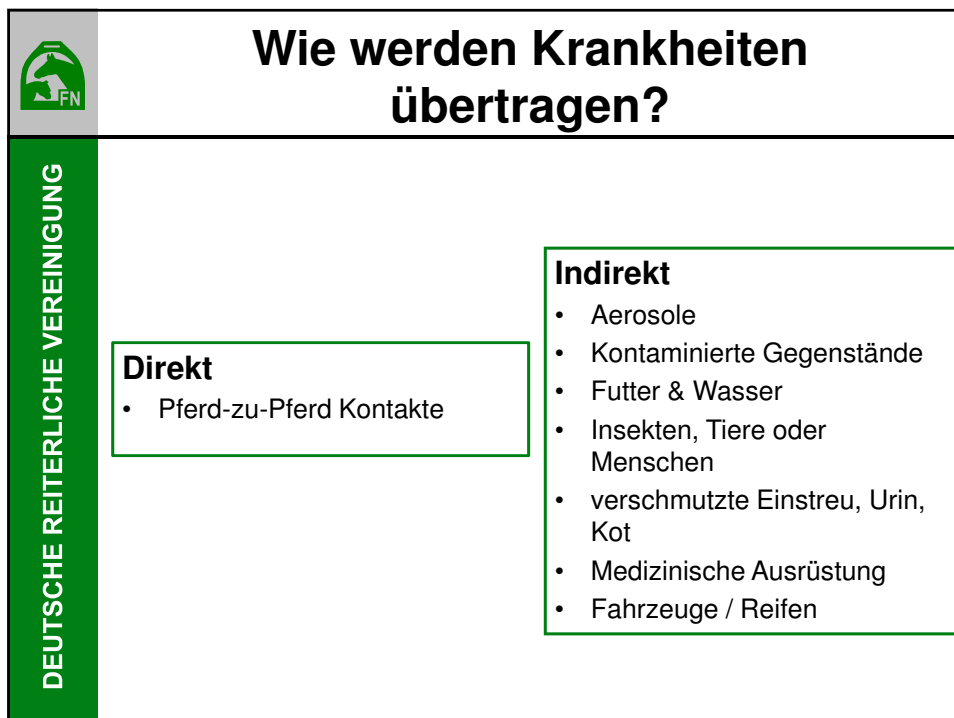 FN
Wie werden Krankheiten
übertragen?
DEUTSCHE REITERLICHE VEREINIGUNG
Direkt
• Pferd-zu-Pferd Kontakte
Indirekt
• Aerosole
• Kontaminierte Gegenstände
• Futter & Wasser
• Insekten, Tiere oder
Menschen
• verschmutzte Einstreu, Urin,
Kot
• Medizinische Ausrüstung
• Fahrzeuge / Reifen